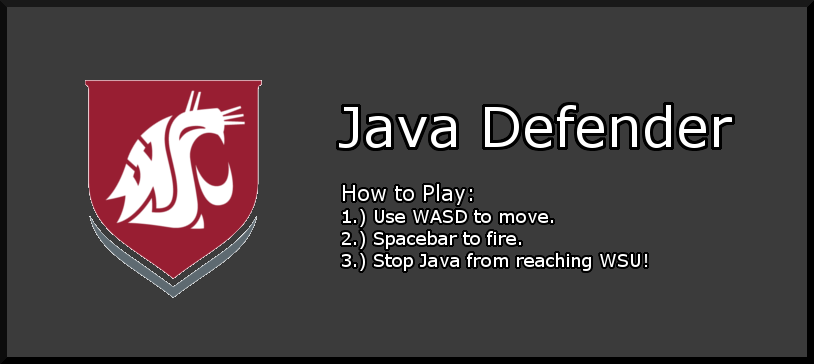 Java Defender
How to Play:
1.) Use WASD to move.
2.) Spacebar to fire.
3.) Stop Java from reaching WSU!